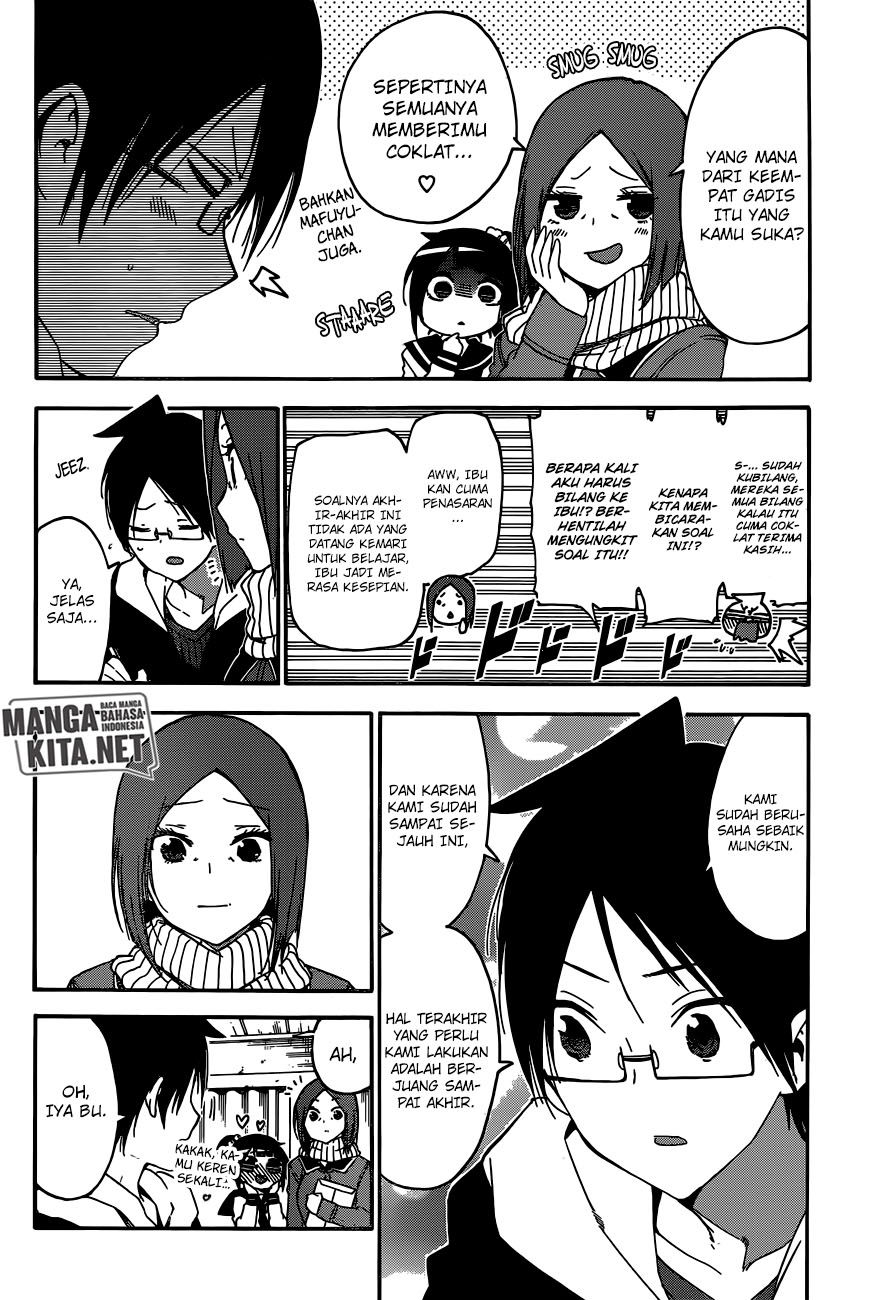 YANG MANA
DARI KEEM-
PAT GADIS
ITU YANG
KAMU SUKA?
SMUG SMUG
SEPERTINYA
SEMUANYA
MEMBERIMU
COKLAT...
♡
BAHKAN
MAFUYU-
CHAN
JUGA.
STAAARE
S-... SUDAH
KUBILANG,
MEREKA SE-
MUA BILANG
KALAU ITU
CUMA COK-
LAT TERIMA
KASIH...
KENAPA
KITA MEM-
BICARA-
KAN SOAL
INI!?
BERAPA KALI
AKU HARUS
BILANG KE
IBU!? BER-
HENTILAH
MENGUNGKIT
SOAL ITU!!
AWW, IBU
KAN CUMA
PENASARAN
...
SOALNYA AKH-
IR-AKHIR INI
TIDAK ADA YANG
DATANG KEMARI
UNTUK BELAJAR,
IBU JADI ME-
RASA KESEPIAN.
ド ド ド ド ド
JEEZ.
YA,
JELAS
SAJA...
KAMI
SUDAH BERU-
SAHA SEBAIK
MUNGKIN.
DAN KARENA
KAMI SUDAH
SAMPAI SE-
JAUH INI,
HAL TERAKHIR
YANG PERLU
KAMI LAKUKAN
ADALAH BER-
JUANG SAM-
PAI AKHIR.
MANGA
KITA.NET
BACA MANGA
BAHASA
INDONESIA
AH,
KAKAK, KA-
MU KEREN
SEKALI...
OH,
IYA BU.